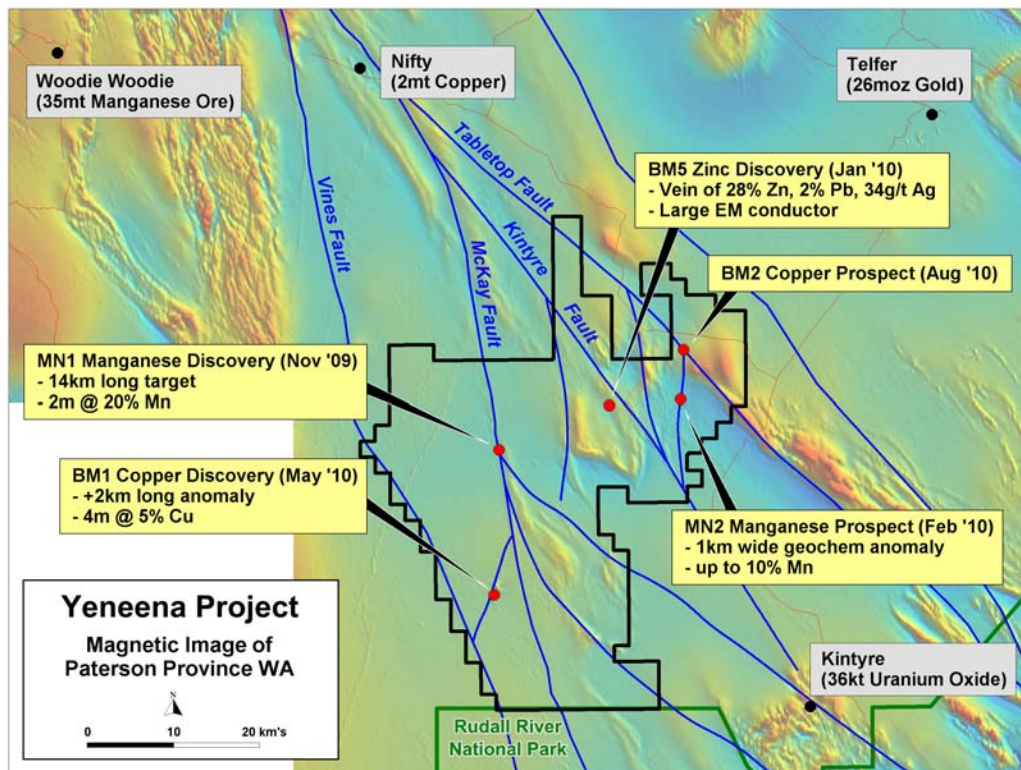 Woodie Woodie
(35mt Manganese Ore)
Nifty
(2mt Copper)
Telfer
(26moz Gold)
Vines Fault
McKay Fault
Tabletop Fault
Kintyre
Fault
BM5 Zinc Discovery (Jan '10)
- Vein of 28% Zn, 2% Pb, 34g/t Ag
- Large EM conductor
BM2 Copper Prospect (Aug '10)
MN1 Manganese Discovery (Nov '09)
- 14km long target
- 2m @ 20% Mn
BM1 Copper Discovery (May '10)
- +2km long anomaly
- 4m @ 5% Cu
MN2 Manganese Prospect (Feb '10)
- 1km wide geochem anomaly
- up to 10% Mn
Yeneena Project
Magnetic Image of
Paterson Province WA
N
0 10 20 km's
Kintyre
(36kt Uranium Oxide)
Rudall River
National Park